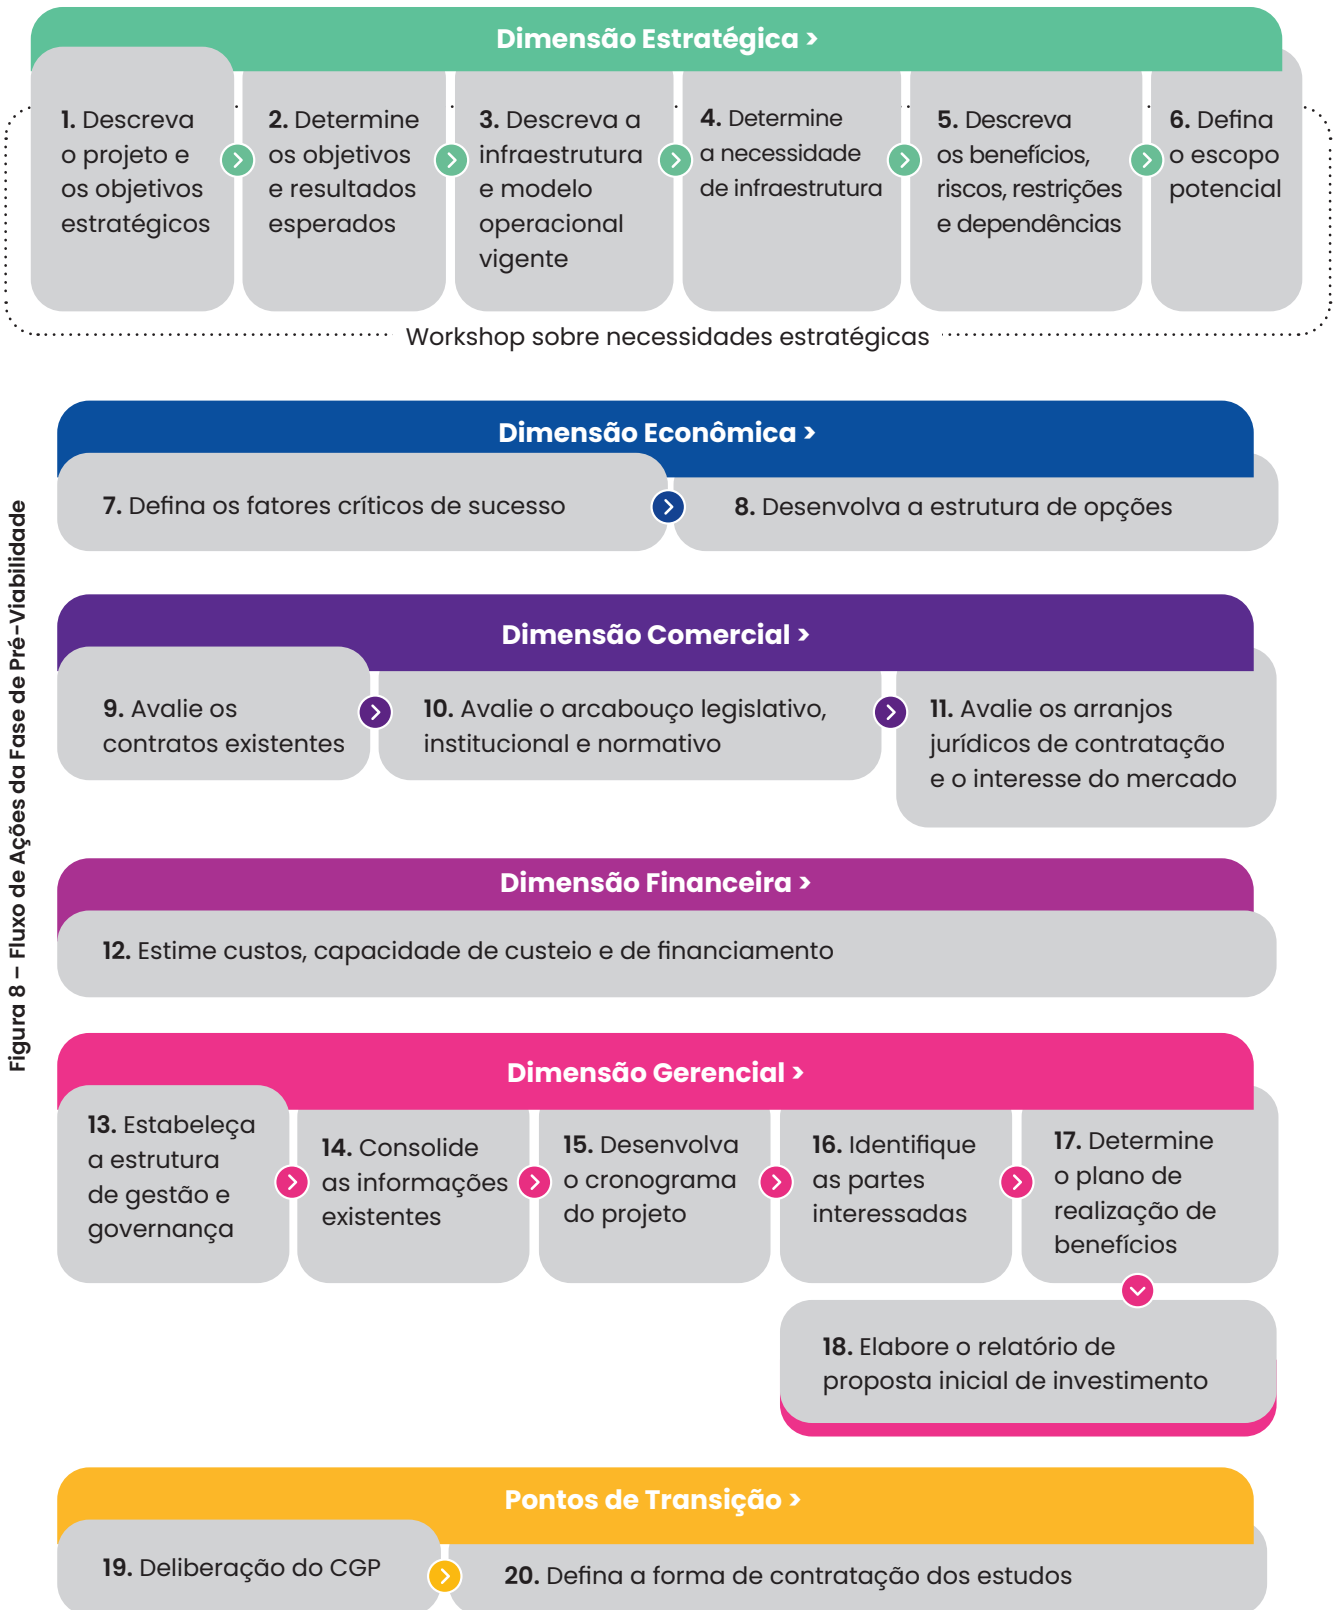 Dimensão Estratégica >
1. Descreva
o projeto e
os objetivos
estratégicos
2. Determine
os objetivos
e resultados
esperados
3. Descreva a
infraestrutura
e modelo
operacional
vigente
4. Determine
a necessidade
de infraestrutura
5. Descreva
os benefícios,
riscos, restrições
e dependências
6. Defina
o escopo
potencial
Workshop sobre necessidades estratégicas
Figura 8 – Fluxo de Ações da Fase de Pré-Viabilidade
Dimensão Econômica >
7. Defina os fatores críticos de sucesso
8. Desenvolva a estrutura de opções
Dimensão Comercial >
9. Avalie os
contratos existentes
10. Avalie o arcabouço legislativo,
institucional e normativo
11. Avalie os arranjos
jurídicos de contratação
e o interesse do mercado
Dimensão Financeira >
12. Estime custos, capacidade de custeio e de financiamento
Dimensão Gerencial >
13. Estabeleça
a estrutura
de gestão e
governança
14. Consolide
as informações
existentes
15. Desenvolva
o cronograma
do projeto
16. Identifique
as partes
interessadas
17. Determine
o plano de
realização de
benefícios
18. Elabore o relatório de
proposta inicial de investimento
Pontos de Transição >
19. Deliberação do CGP
20. Defina a forma de contratação dos estudos